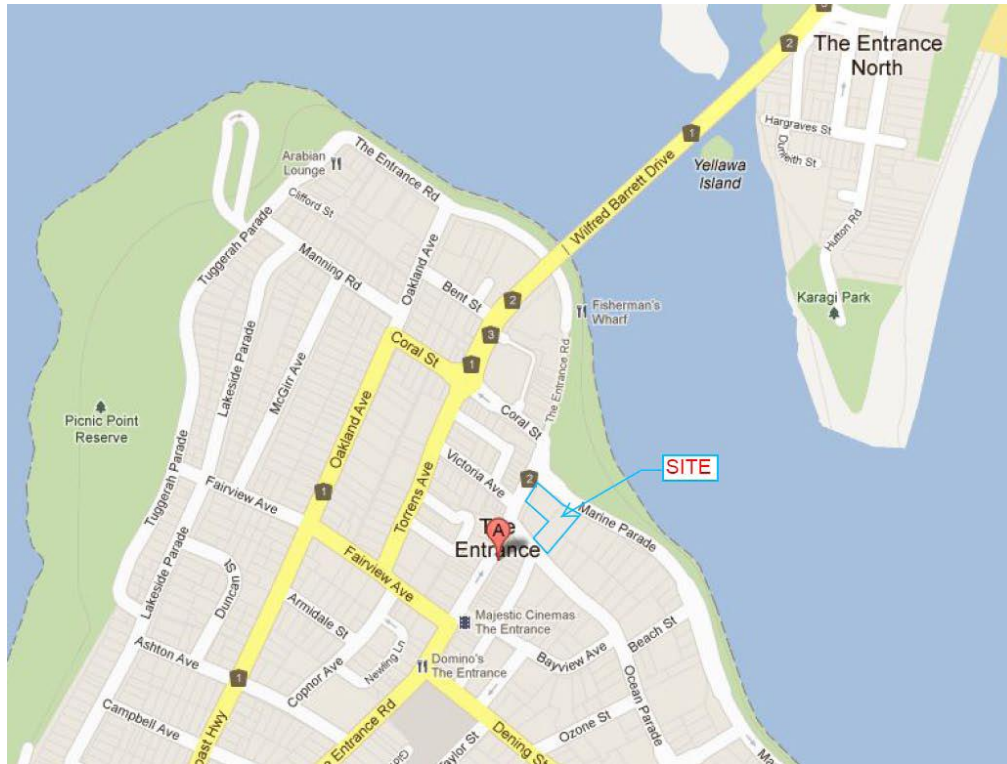 The Entrance
North
2
3
1
Hargraves St
Dunleith St
Yellawa
Island
Wilfred Barrett Drive
Hutton Rd
Karagi Park
Arabian
Lounge
The Entrance Rd
Clifford St
Tuggerah Parade
Manning Rd
Oakland Ave
Bent St
2
Fisherman's
Wharf
3
Lakeside Parade
McGirr Ave
Coral St
1
The Entrance Rd
Picnic Point
Reserve
Oakland Ave
Coral St
SITE
Victoria Ave
2
Marine Parade
Tuggerah Parade
Fairview Ave
1
Torrens Ave
A
The
Entrance
Fairview Ave
Lakeside Parade
Duncan St
Armidale St
Majestic Cinemas
The Entrance
Beach St
Newling Ln
Bayview Ave
Ashton Ave
Copnor Ave
Domino's
The Entrance
1
Ocean Parade
Campbell Ave
Entrance Rd
Dening St
Ozone St
Hwy